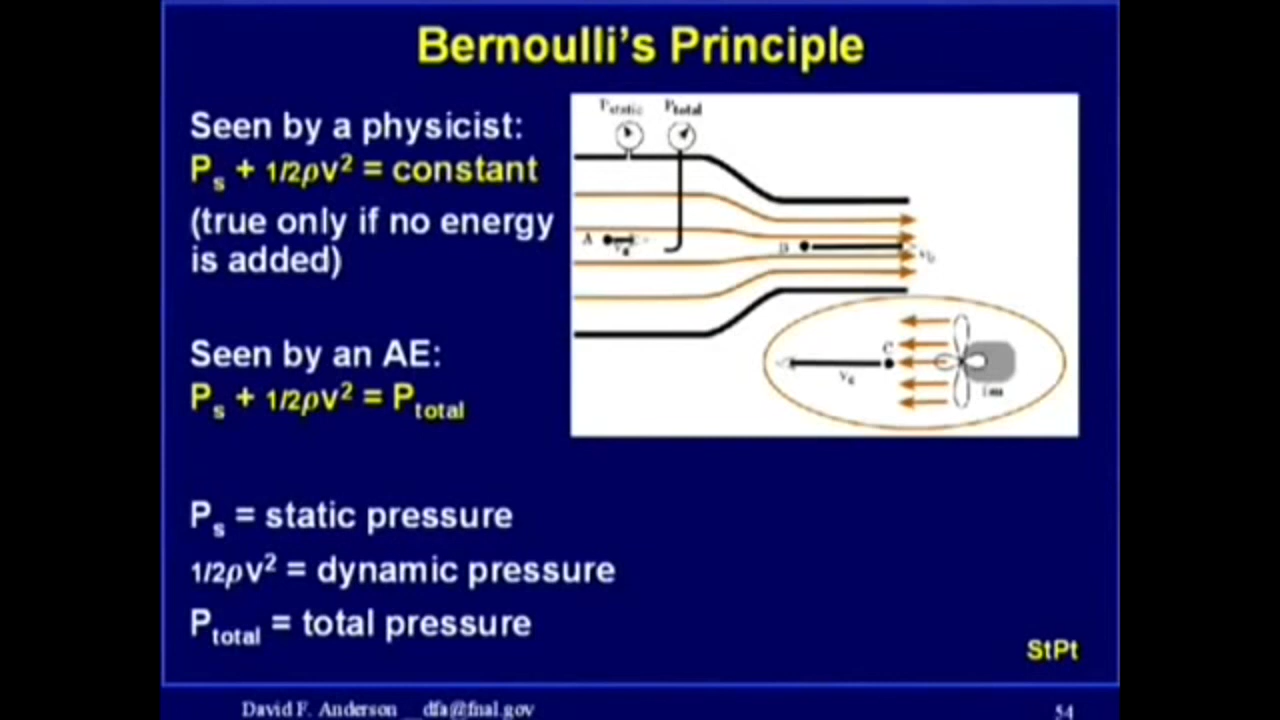 Bernoulli's Principle
Seen by a physicist:
Ps + 1/2ρv² = constant
(true only if no energy
is added)
Seen by an AE:
Ps + 1/2ρv² = Ptotal
Ps = static pressure
1/2ρv² = dynamic pressure
Ptotal = total pressure
Pstatic Ptotal
A
B
C
StPt
David F. Anderson dfa@fnal.gov
54